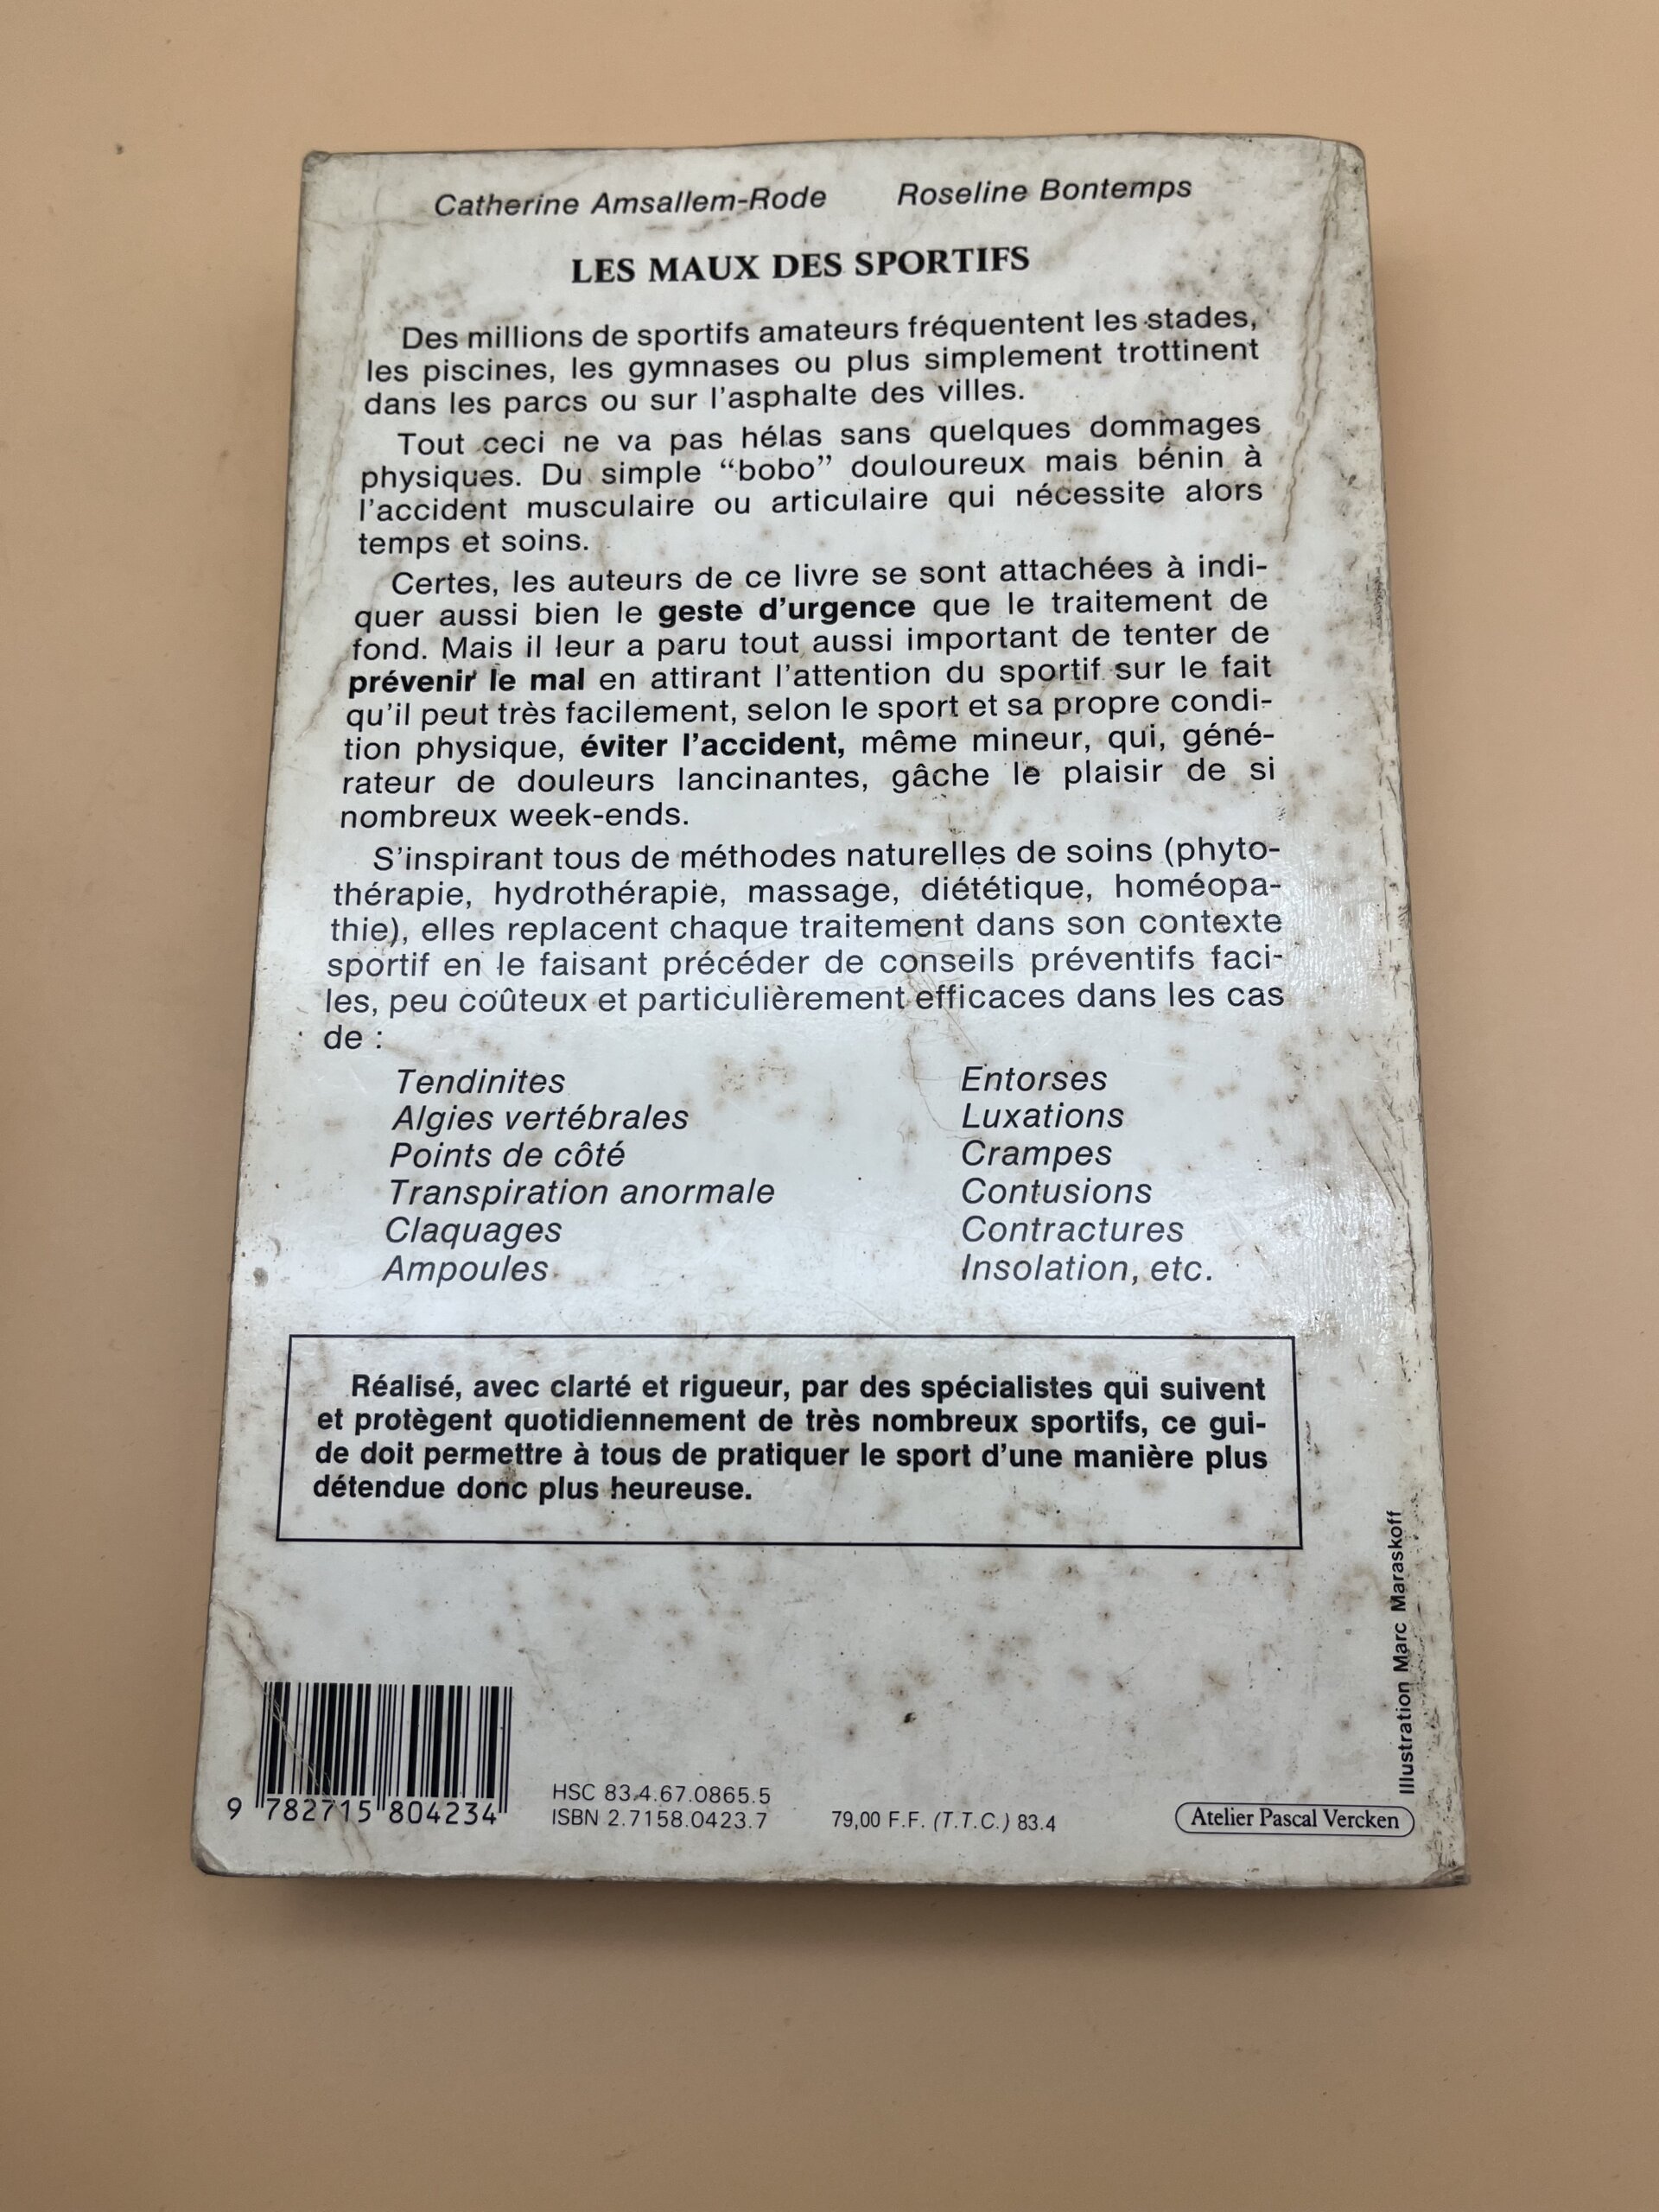 Catherine Amsallem-Rode Roseline Bontemps
LES MAUX DES SPORTIFS
Des millions de sportifs amateurs fréquentent les stades,
les piscines, les gymnases ou plus simplement trottinent
dans les parcs ou sur l'asphalte des villes.
Tout ceci ne va pas hélas sans quelques dommages
physiques. Du simple “bobo” douloureux mais bénin à
l'accident musculaire ou articulaire qui nécessite alors
temps et soins.
Certes, les auteurs de ce livre se sont attachées à indi-
quer aussi bien le geste d'urgence que le traitement de
fond. Mais il leur a paru tout aussi important de tenter de
prévenir le mal en attirant l'attention du sportif sur le fait
qu'il peut très facilement, selon le sport et sa propre condi-
tion physique, éviter l'accident, même mineur, qui, géné-
rateur de douleurs lancinantes, gâche le plaisir de si
nombreux week-ends.
S'inspirant tous de méthodes naturelles de soins (phyto-
thérapie, hydrothérapie, massage, diététique, homéopa-
thie), elles replacent chaque traitement dans son contexte
sportif en le faisant précéder de conseils préventifs faci-
les, peu coûteux et particulièrement efficaces dans les cas
de :
Tendinites Entorses
Algies vertébrales Luxations
Points de côté Crampes
Transpiration anormale Contusions
Claquages Contractures
Ampoules Insolation, etc.
Réalisé, avec clarté et rigueur, par des spécialistes qui suivent
et protègent quotidiennement de très nombreux sportifs, ce gui-
de doit permettre à tous de pratiquer le sport d'une manière plus
détendue donc plus heureuse.
Illustration Marc Maraskoff
9 782715 804234
HSC 83.4.67.0865.5
ISBN 2.7158.0423.7 79,00 F.F. (T.T.C.) 83.4
Atelier Pascal Vercken